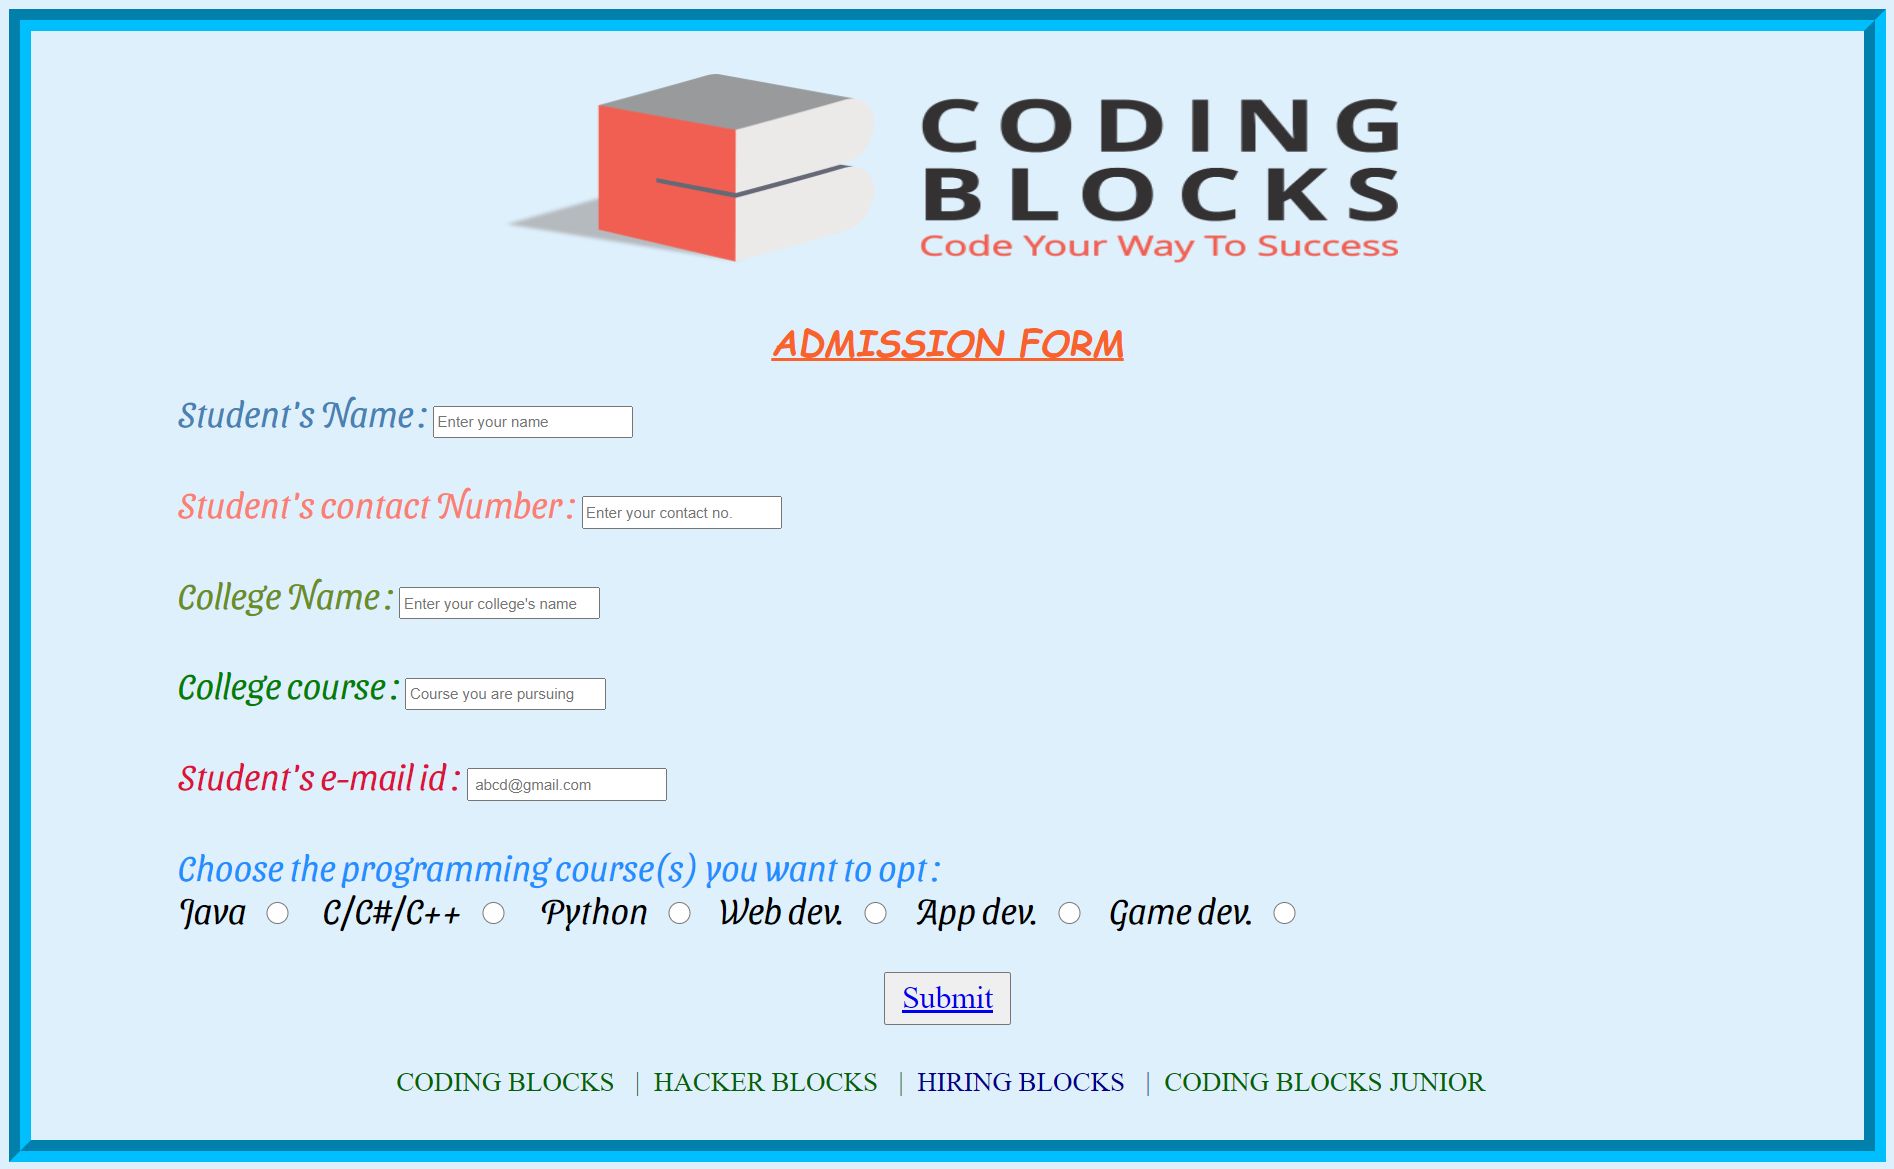 CODING
BLOCKS
Code Your Way To Success
ADMISSION FORM
Student's Name : Enter your name
Student's contact Number : Enter your contact no.
College Name : Enter your college's name
College course : Course you are pursuing
Student's e-mail id : abcd@gmail.com
Choose the programming course(s) you want to opt :
Java C/C#/C++ Python Web dev. App dev. Game dev.
Submit
CODING BLOCKS | HACKER BLOCKS | HIRING BLOCKS | CODING BLOCKS JUNIOR